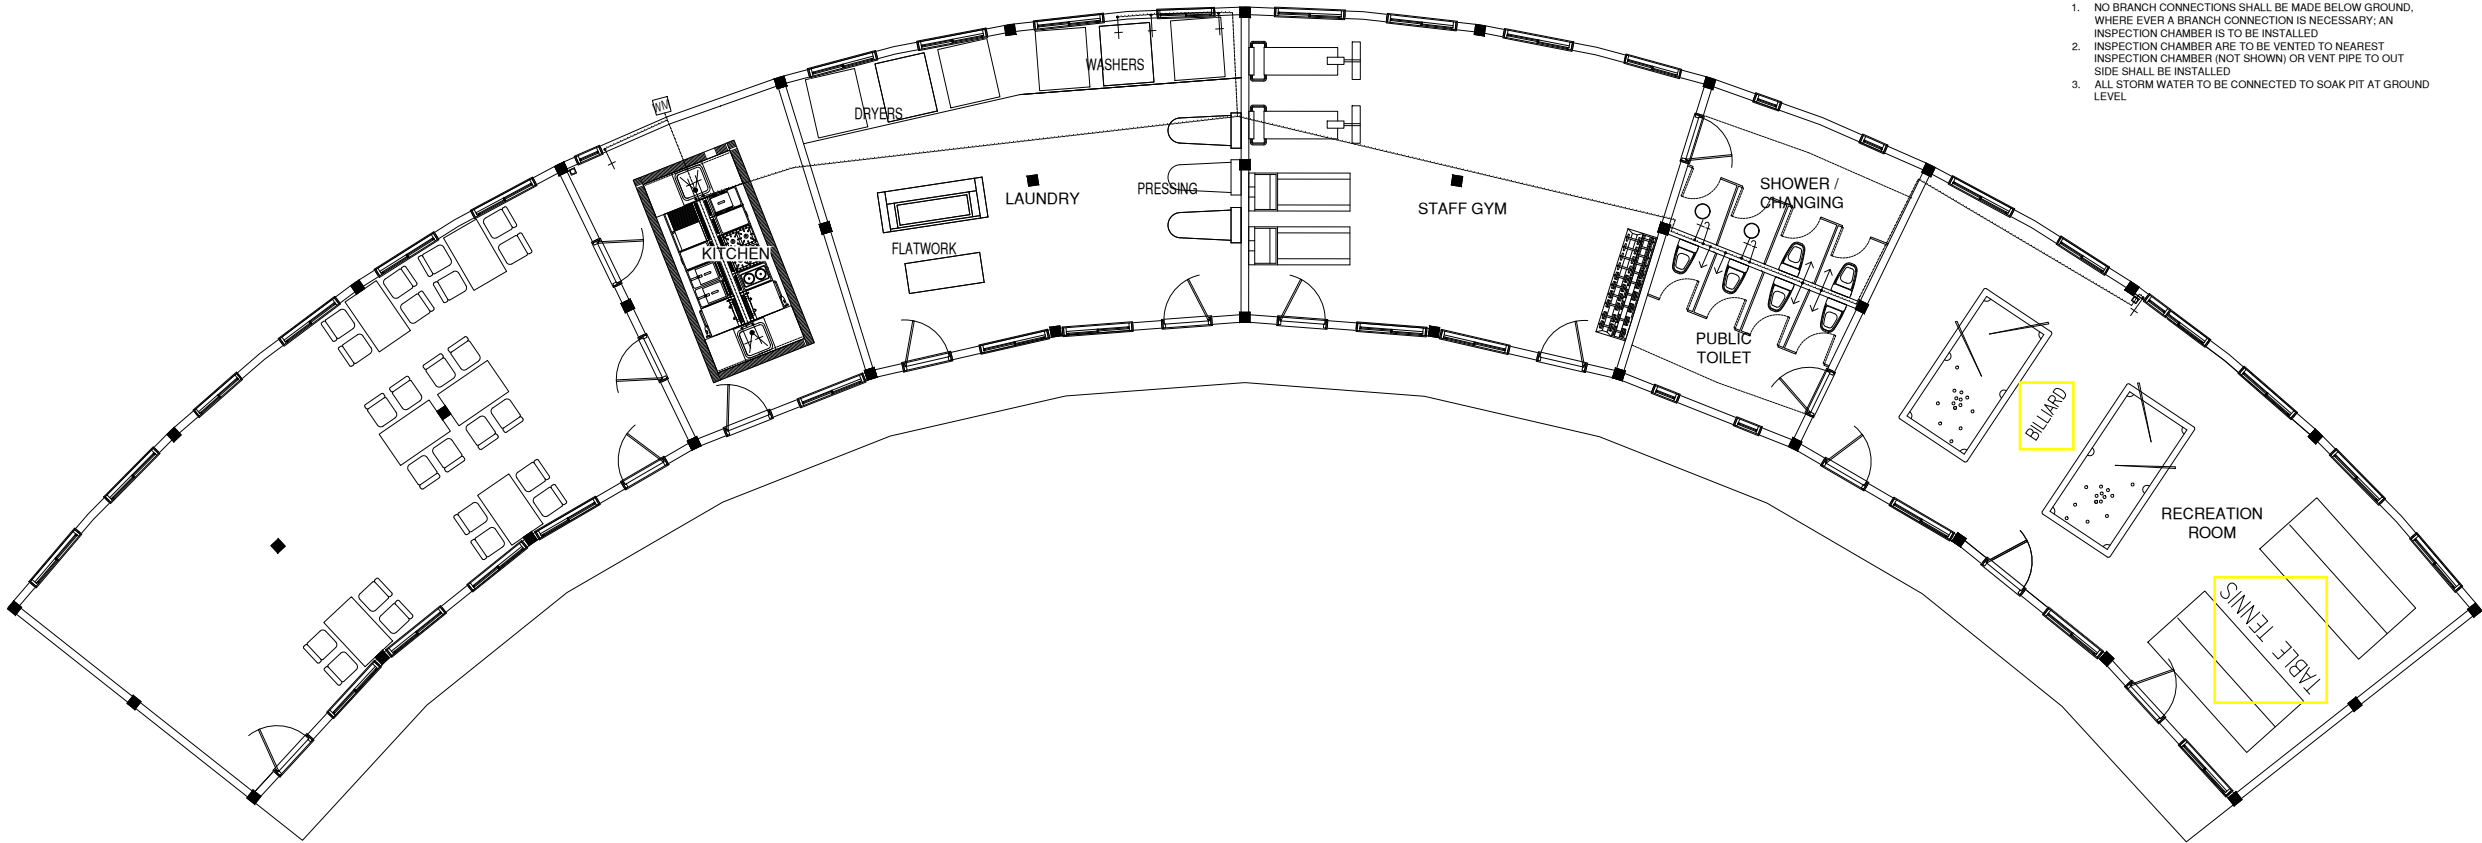 1. NO BRANCH CONNECTIONS SHALL BE MADE BELOW GROUND,
WHERE EVER A BRANCH CONNECTION IS NECESSARY; AN
INSPECTION CHAMBER IS TO BE INSTALLED
2. INSPECTION CHAMBER ARE TO BE VENTED TO NEAREST
INSPECTION CHAMBER (NOT SHOWN) OR VENT PIPE TO OUT
SIDE SHALL BE INSTALLED
3. ALL STORM WATER TO BE CONNECTED TO SOAK PIT AT GROUND
LEVEL
WASHERS
WM
DRYERS
PRESSING
LAUNDRY
STAFF GYM
SHOWER /
CHANGING
KITCHEN
FLATWORK
PUBLIC
TOILET
BILLIARD
RECREATION
ROOM
TABLE TENNIS